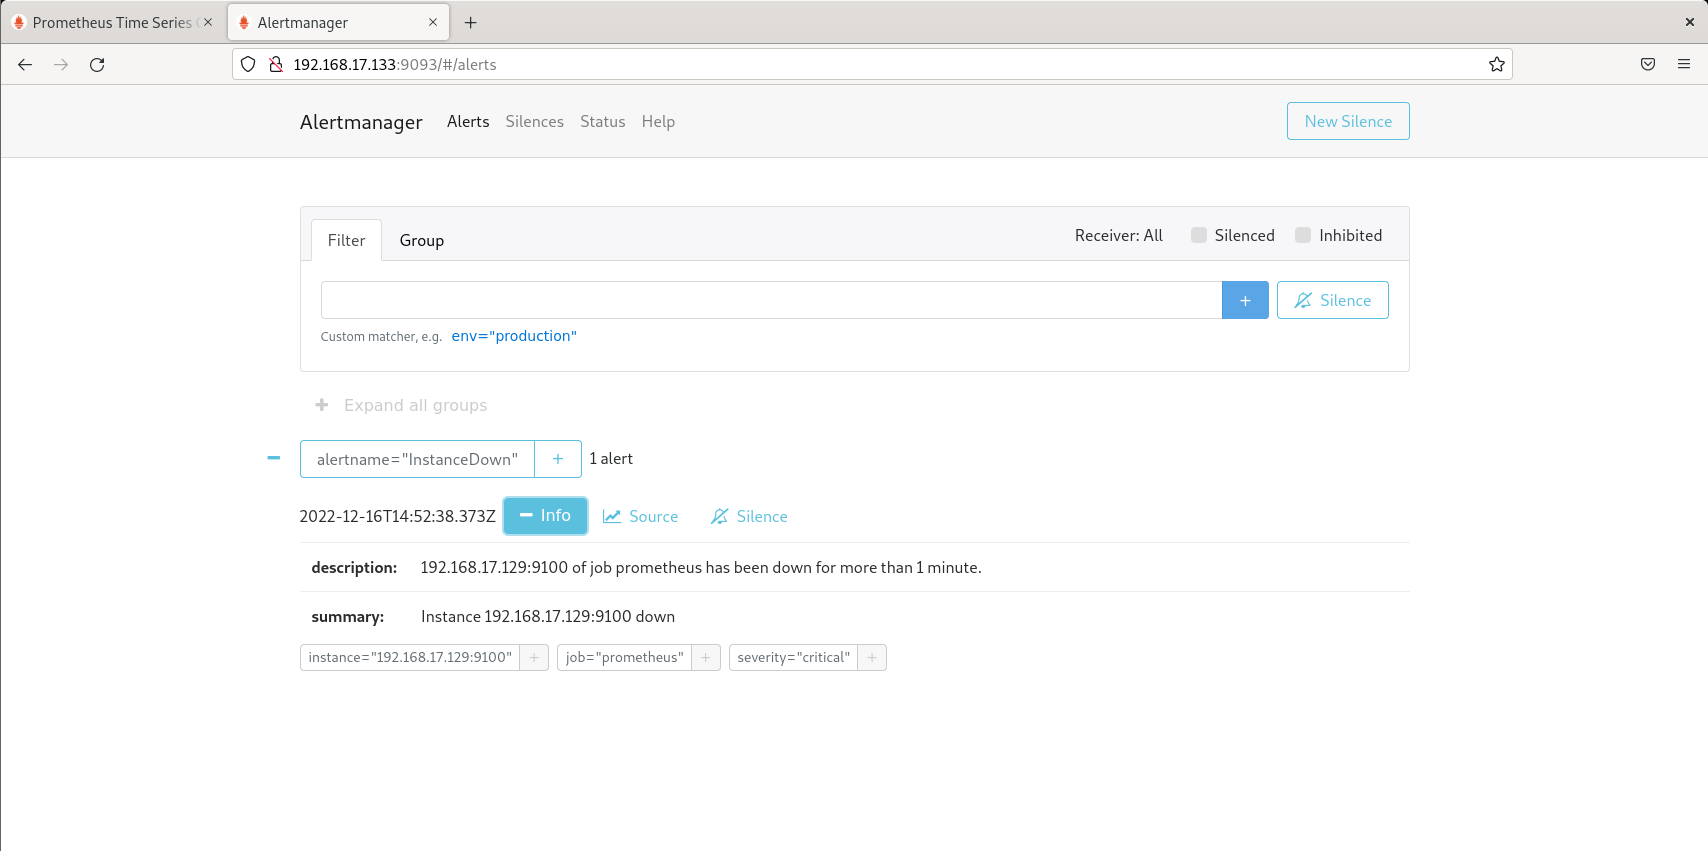 Prometheus Time Series
Alertmanager
192.168.17.133:9093/#/alerts
Alertmanager Alerts Silences Status Help New Silence
Filter Group Receiver: All Silenced Inhibited
+ Silence
Custom matcher, e.g. env="production"
+ Expand all groups
alertname="InstanceDown" + 1 alert
2022-12-16T14:52:38.373Z Info Source Silence
description: 192.168.17.129:9100 of job prometheus has been down for more than 1 minute.
summary: Instance 192.168.17.129:9100 down
instance="192.168.17.129:9100" + job="prometheus" + severity="critical" +